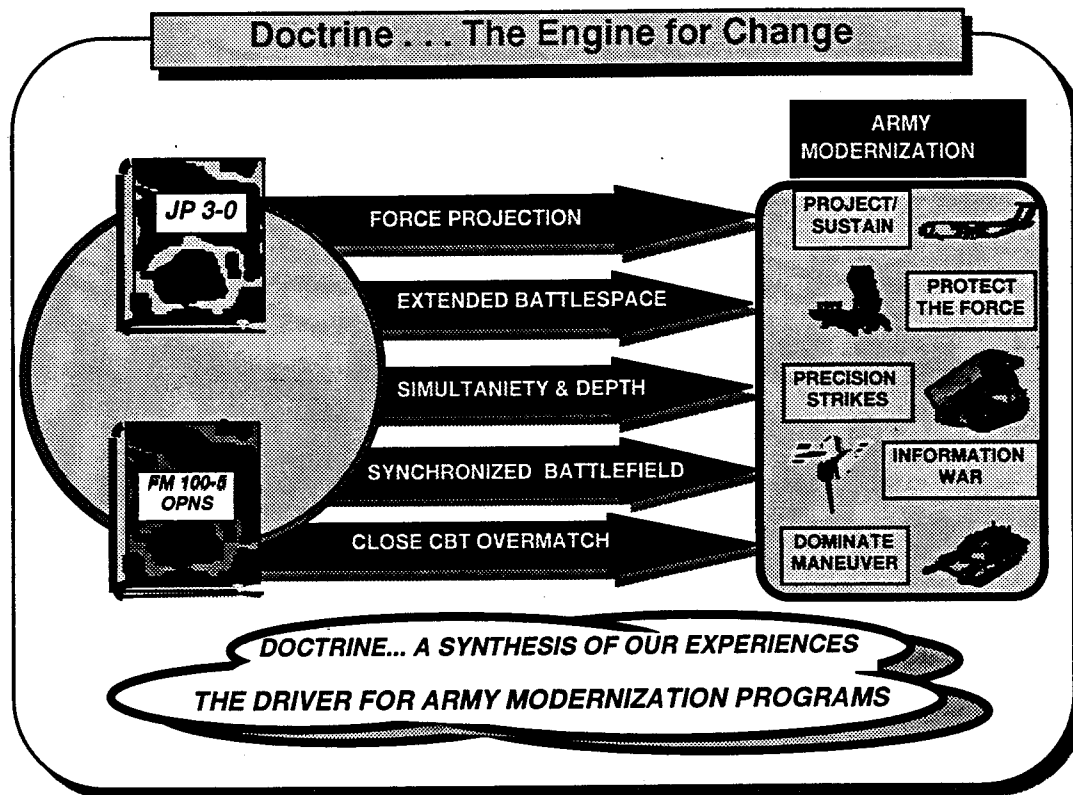 Doctrine . . . The Engine for Change
ARMY
MODERNIZATION
JP 3-0
FORCE PROJECTION
PROJECT/
SUSTAIN
EXTENDED BATTLESPACE
PROTECT
THE FORCE
SIMULTANIETY & DEPTH
PRECISION
STRIKES
FM 100-5
OPNS
SYNCHRONIZED BATTLEFIELD
INFORMATION
WAR
CLOSE CBT OVERMATCH
DOMINATE
MANEUVER
DOCTRINE... A SYNTHESIS OF OUR EXPERIENCES
THE DRIVER FOR ARMY MODERNIZATION PROGRAMS